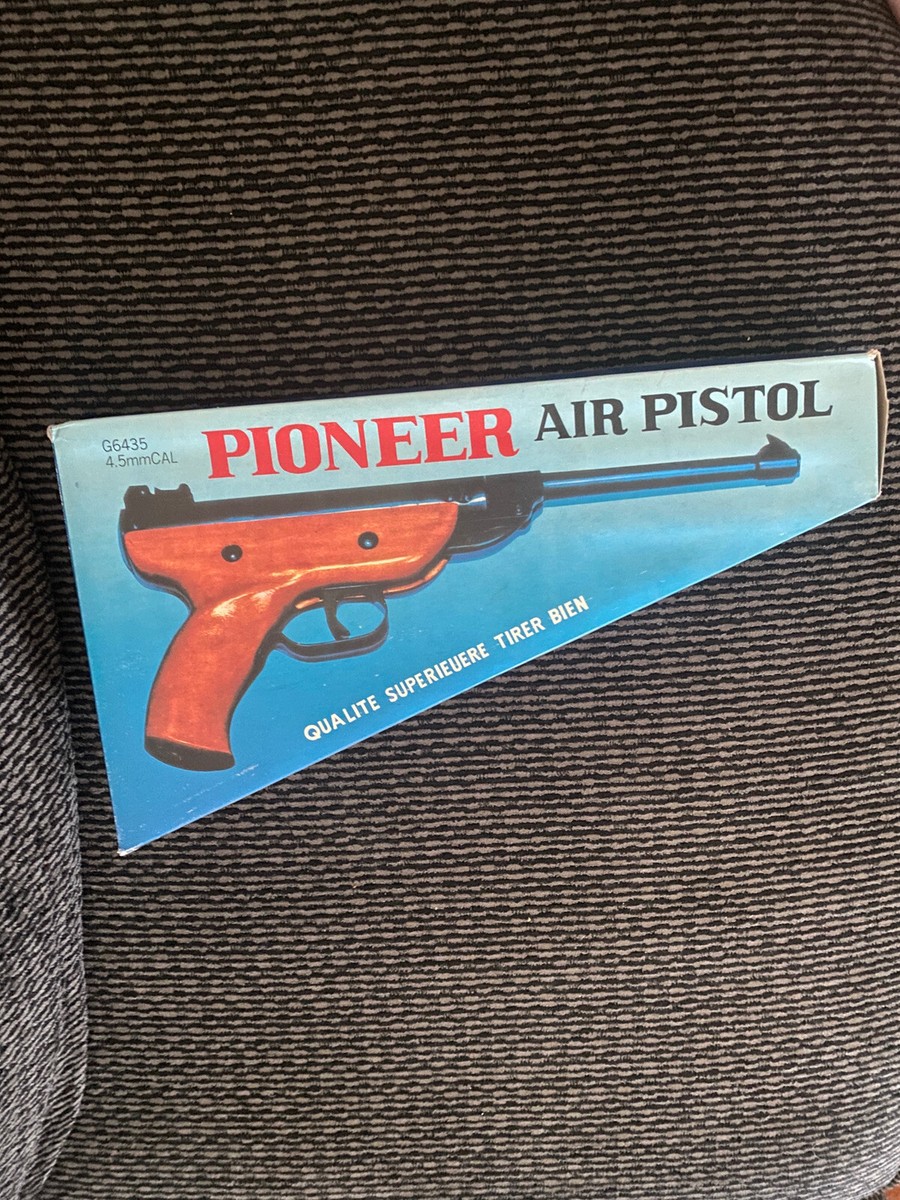 G6435
4.5mmCAL
PIONEER AIR PISTOL
QUALITE SUPERIEUERE TIRER BIEN